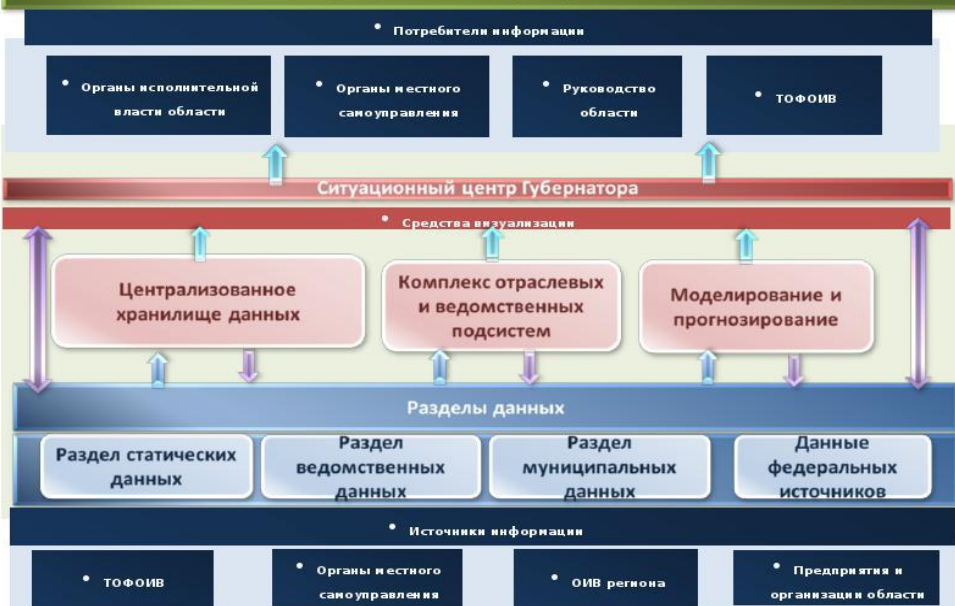 • Потребители информации
• Органы исполнительной
власти области
• Органы местного
самоуправления
• Руководство
области
• ТОФОИВ
Ситуационный центр Губернатора
• Средства визуализации
Централизованное
хранилище данных
Комплекс отраслевых
и ведомственных
подсистем
Моделирование и
прогнозирование
Разделы данных
Раздел статических
данных
Раздел
ведомственных
данных
Раздел
муниципальных
данных
Данные
федеральных
источников
• Источники информации
• ТОФОИВ
• Органы местного
самоуправления
• ОИВ региона
• Предприятия и
организации области